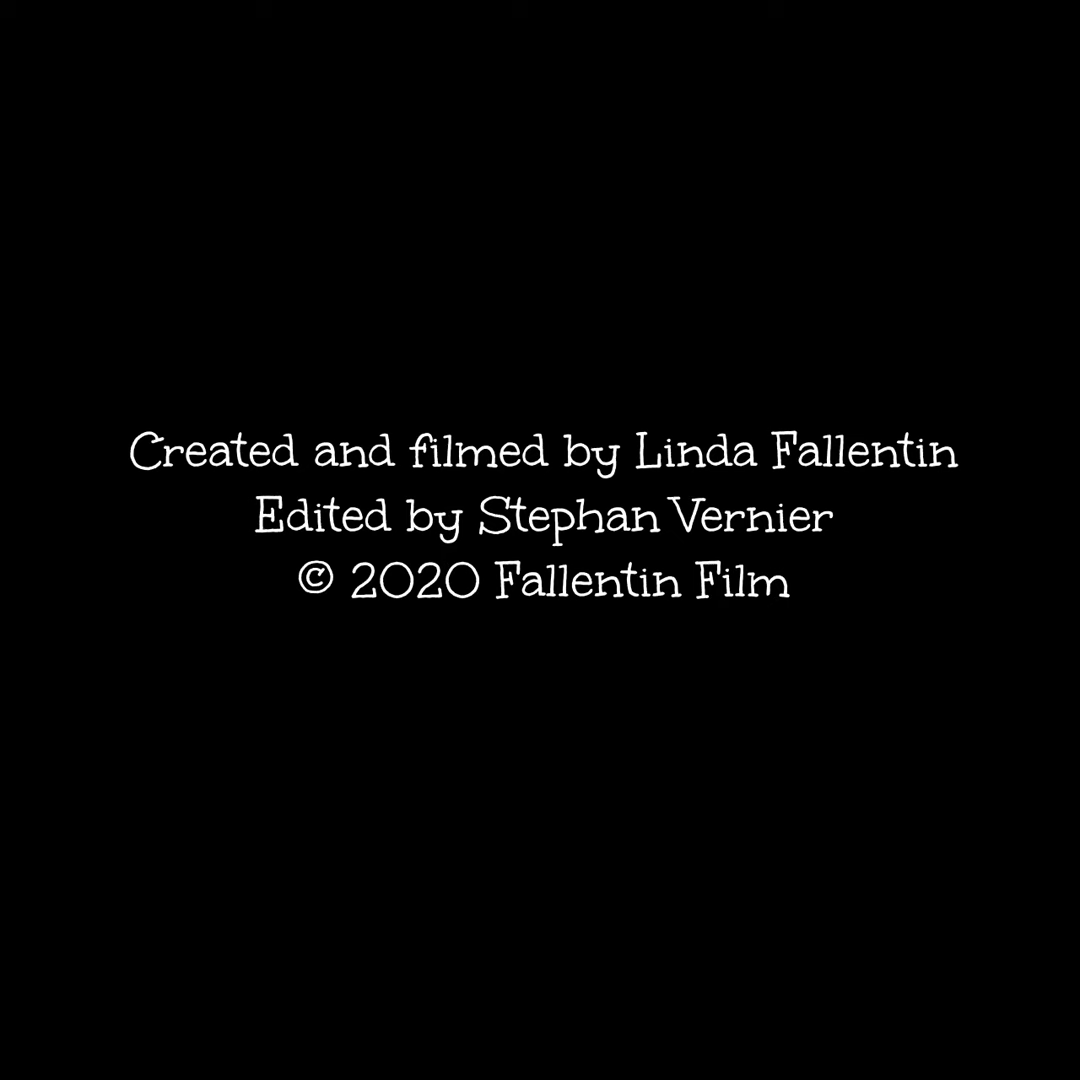 Created and filmed by Linda Fallentin
Edited by Stephan Vernier
© 2020 Fallentin Film